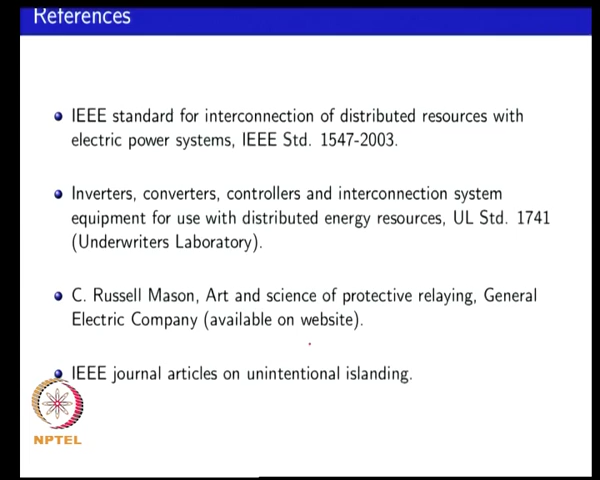 References
IEEE standard for interconnection of distributed resources with
electric power systems, IEEE Std. 1547-2003.
Inverters, converters, controllers and interconnection system
equipment for use with distributed energy resources, UL Std. 1741
(Underwriters Laboratory).
C. Russell Mason, Art and science of protective relaying, General
Electric Company (available on website).
IEEE journal articles on unintentional islanding.
NPTEL